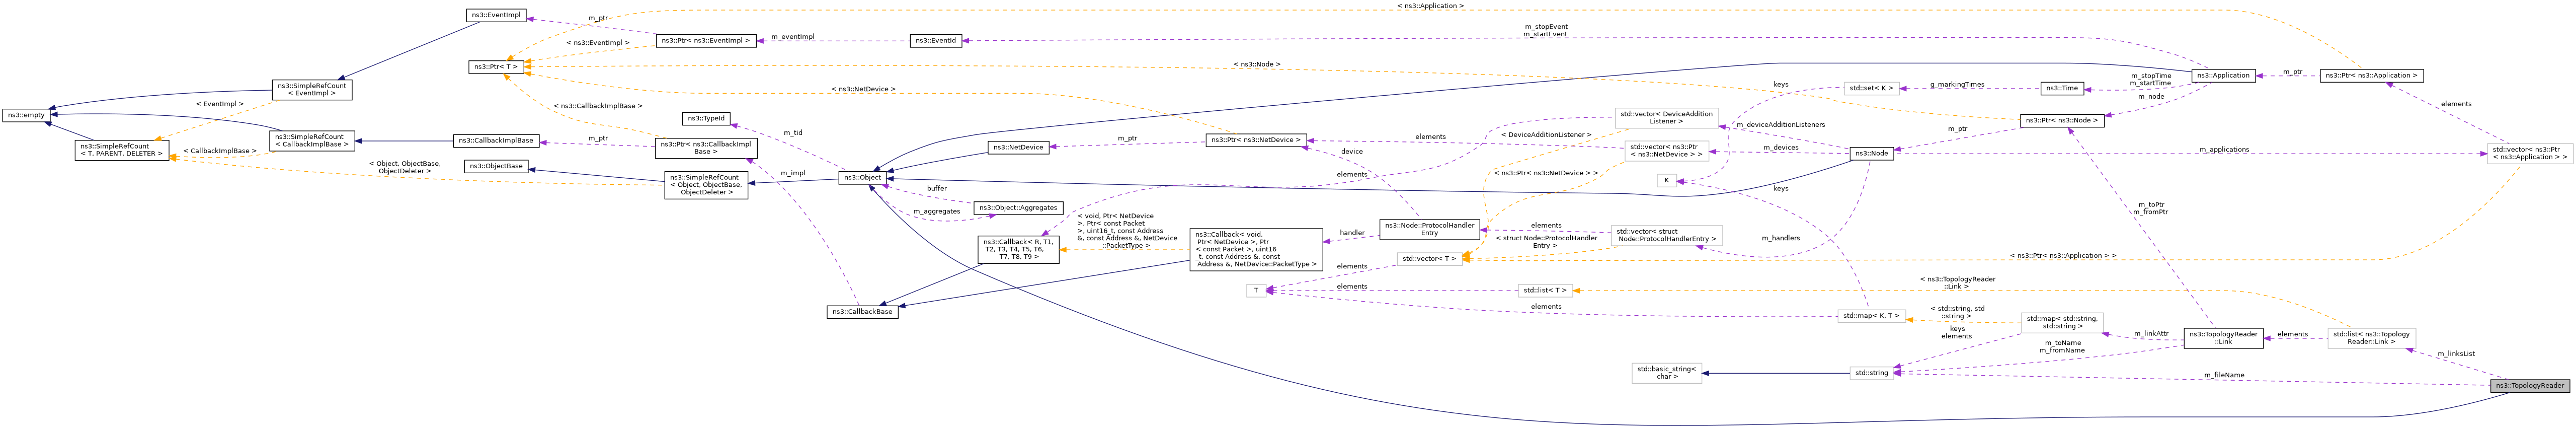 ns3::EventImpl
m_ptr
< ns3::Application >
ns3::Ptr< ns3::EventImpl >
m_eventImpl
ns3::EventId
m_stopEvent
m_startEvent
< ns3::EventImpl >
ns3::Ptr< T >
< ns3::Node >
ns3::Application
m_ptr
ns3::Ptr< ns3::Application >
ns3::SimpleRefCount
< EventImpl >
< ns3::NetDevice >
keys
std::set< K >
g_markingTimes
ns3::Time
m_stopTime
m_startTime
m_node
elements
< EventImpl >
< ns3::CallbackImplBase >
ns3::empty
ns3::TypeId
m_tid
std::vector< DeviceAddition
Listener >
m_deviceAdditionListeners
ns3::Ptr< ns3::Node >
m_ptr
ns3::SimpleRefCount
< CallbackImplBase >
ns3::CallbackImplBase
m_ptr
ns3::Ptr< ns3::CallbackImpl
Base >
ns3::NetDevice
m_ptr
ns3::Ptr< ns3::NetDevice >
elements
< DeviceAdditionListener >
std::vector< ns3::Ptr
< ns3::NetDevice > >
m_devices
ns3::Node
m_applications
std::vector< ns3::Ptr
< ns3::Application > >
ns3::SimpleRefCount
< T, PARENT, DELETER >
< CallbackImplBase >
device
< Object, ObjectBase,
ObjectDeleter >
ns3::ObjectBase
m_impl
elements
< ns3::Ptr< ns3::NetDevice > >
ns3::SimpleRefCount
< Object, ObjectBase,
ObjectDeleter >
ns3::Object
buffer
K
keys
m_aggregates
ns3::Object::Aggregates
< void, Ptr< NetDevice
>, Ptr< const Packet
>, uint16_t, const Address
&, const Address &, NetDevice
::PacketType >
m_toPtr
m_fromPtr
ns3::Callback< R, T1,
T2, T3, T4, T5, T6,
T7, T8, T9 >
ns3::Callback< void,
Ptr< NetDevice >, Ptr
< const Packet >, uint16
_t, const Address &, const
Address &, NetDevice::PacketType >
handler
ns3::Node::ProtocolHandler
Entry
elements
std::vector< struct
Node::ProtocolHandlerEntry >
m_handlers
< struct Node::ProtocolHandler
Entry >
std::vector< T >
< ns3::Ptr< ns3::Application > >
elements
T
elements
std::list< T >
< ns3::TopologyReader
::Link >
elements
ns3::CallbackBase
std::map< K, T >
< std::string, std
::string >
std::map< std::string,
std::string >
m_linkAttr
ns3::TopologyReader
::Link
elements
std::list< ns3::Topology
Reader::Link >
keys
elements
m_toName
m_fromName
m_linksList
std::basic_string<
char >
std::string
m_fileName
ns3::TopologyReader